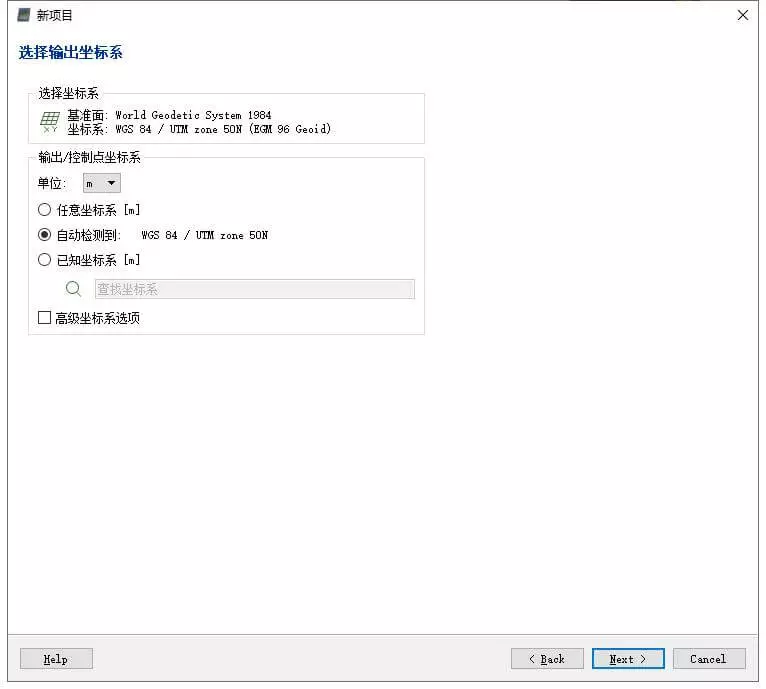 新项目
选择输出坐标系
选择坐标系
基准面: World Geodetic System 1984
坐标系: WGS 84 / UTM zone 50N (EGM 96 Geoid)
输出/控制点坐标系
单位: m
任意坐标系 [m]
自动检测到: WGS 84 / UTM zone 50N
已知坐标系 [m]
查找坐标系
高级坐标系选项
Help < Back Next > Cancel